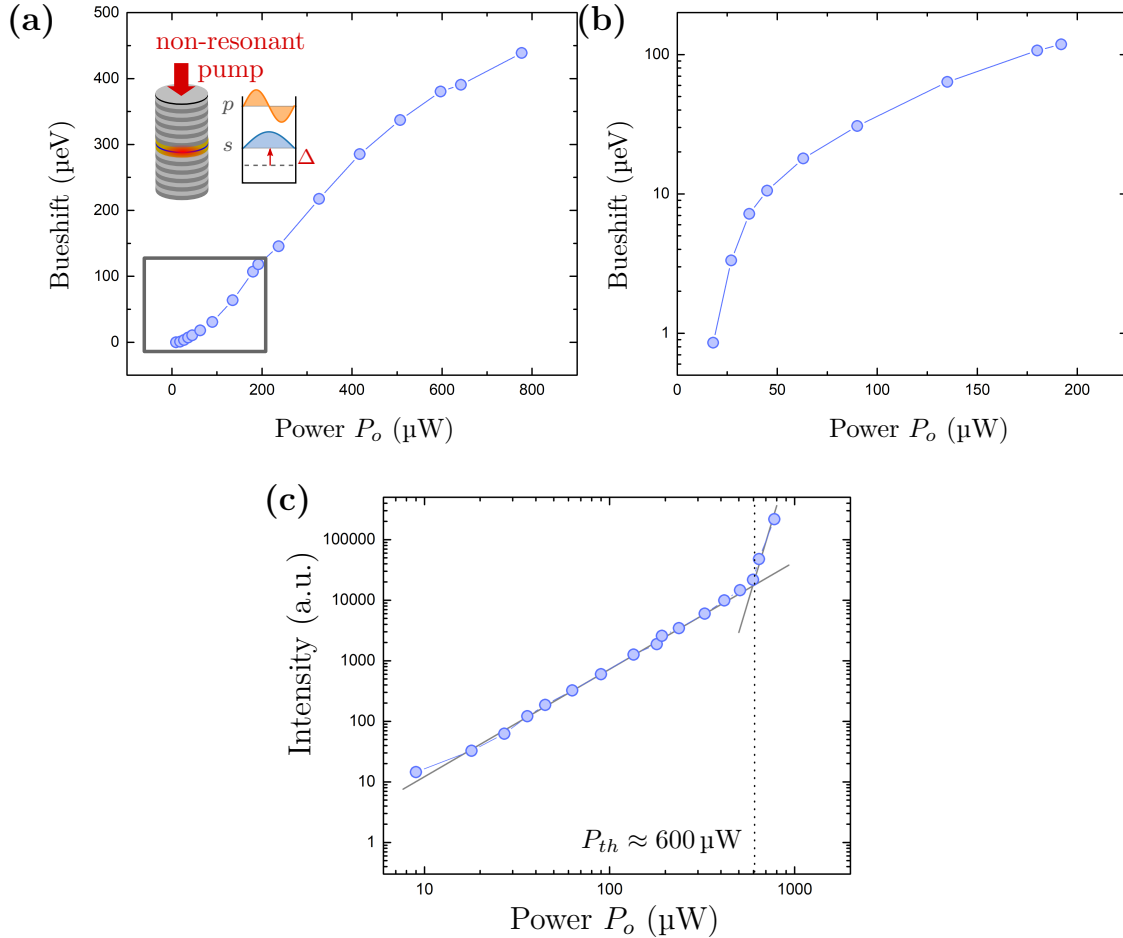 (a)
non-resonant
pump
p
s
Δ
Bueshift (µeV)
500
400
300
200
100
0
0 200 400 600 800
Power P_o (µW)
(b)
Bueshift (µeV)
100
10
1
0 50 100 150 200
Power P_o (µW)
(c)
Intensity (a.u.)
100000
10000
1000
100
10
1
P_th ≈ 600 µW
10 100 1000
Power P_o (µW)